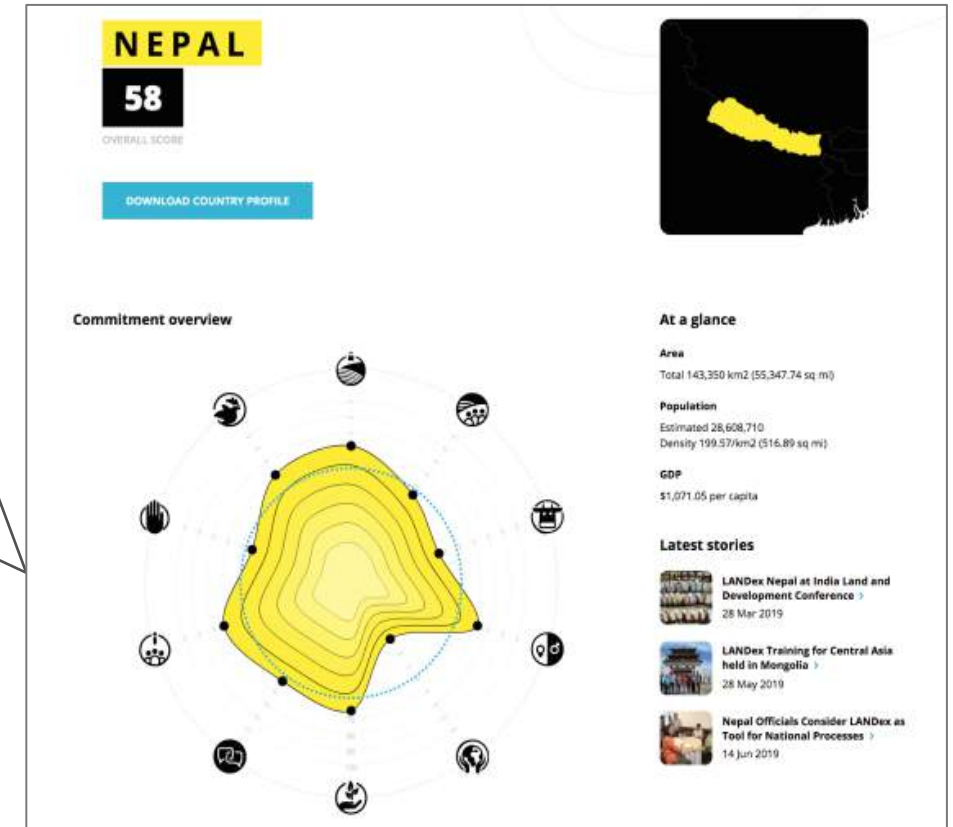 NEPAL
58
OVERALL SCORE
DOWNLOAD COUNTRY PROFILE
Commitment overview
At a glance
Area
Total 143,350 km2 (55,347.74 sq mi)
Population
Estimated 28,608,710
Density 199.57/km2 (516.89 sq mi)
GDP
$1,071.05 per capita
Latest stories
LANDex Nepal at India Land and
Development Conference >
28 Mar 2019
LANDex Training for Central Asia
held in Mongolia >
28 May 2019
Nepal Officials Consider LANDex as
Tool for National Processes >
14 Jun 2019